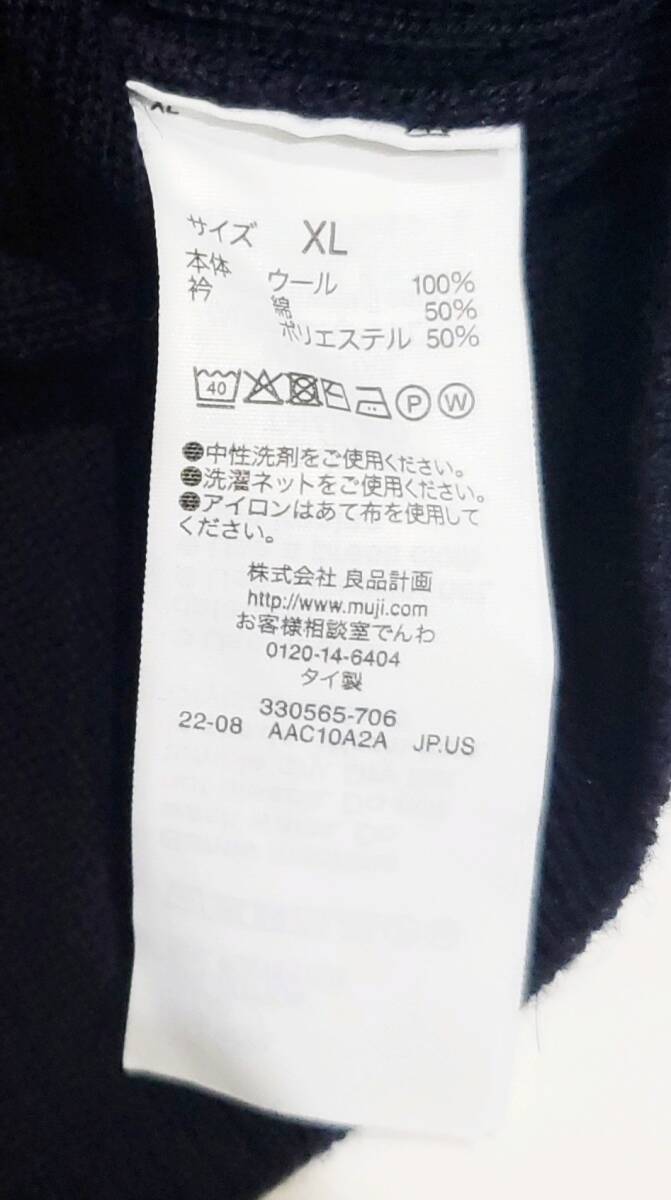 XL
サイズ XL
本体 ウール 100%
衿 綿 50%
ポリエステル 50%
40 P W
●中性洗剤をご使用ください。
●洗濯ネットをご使用ください。
●アイロンはあて布を使用して
ください。
株式会社 良品計画
http://www.muji.com
お客様相談室でんわ
0120-14-6404
タイ製
330565-706
22-08 AAC10A2A JP.US